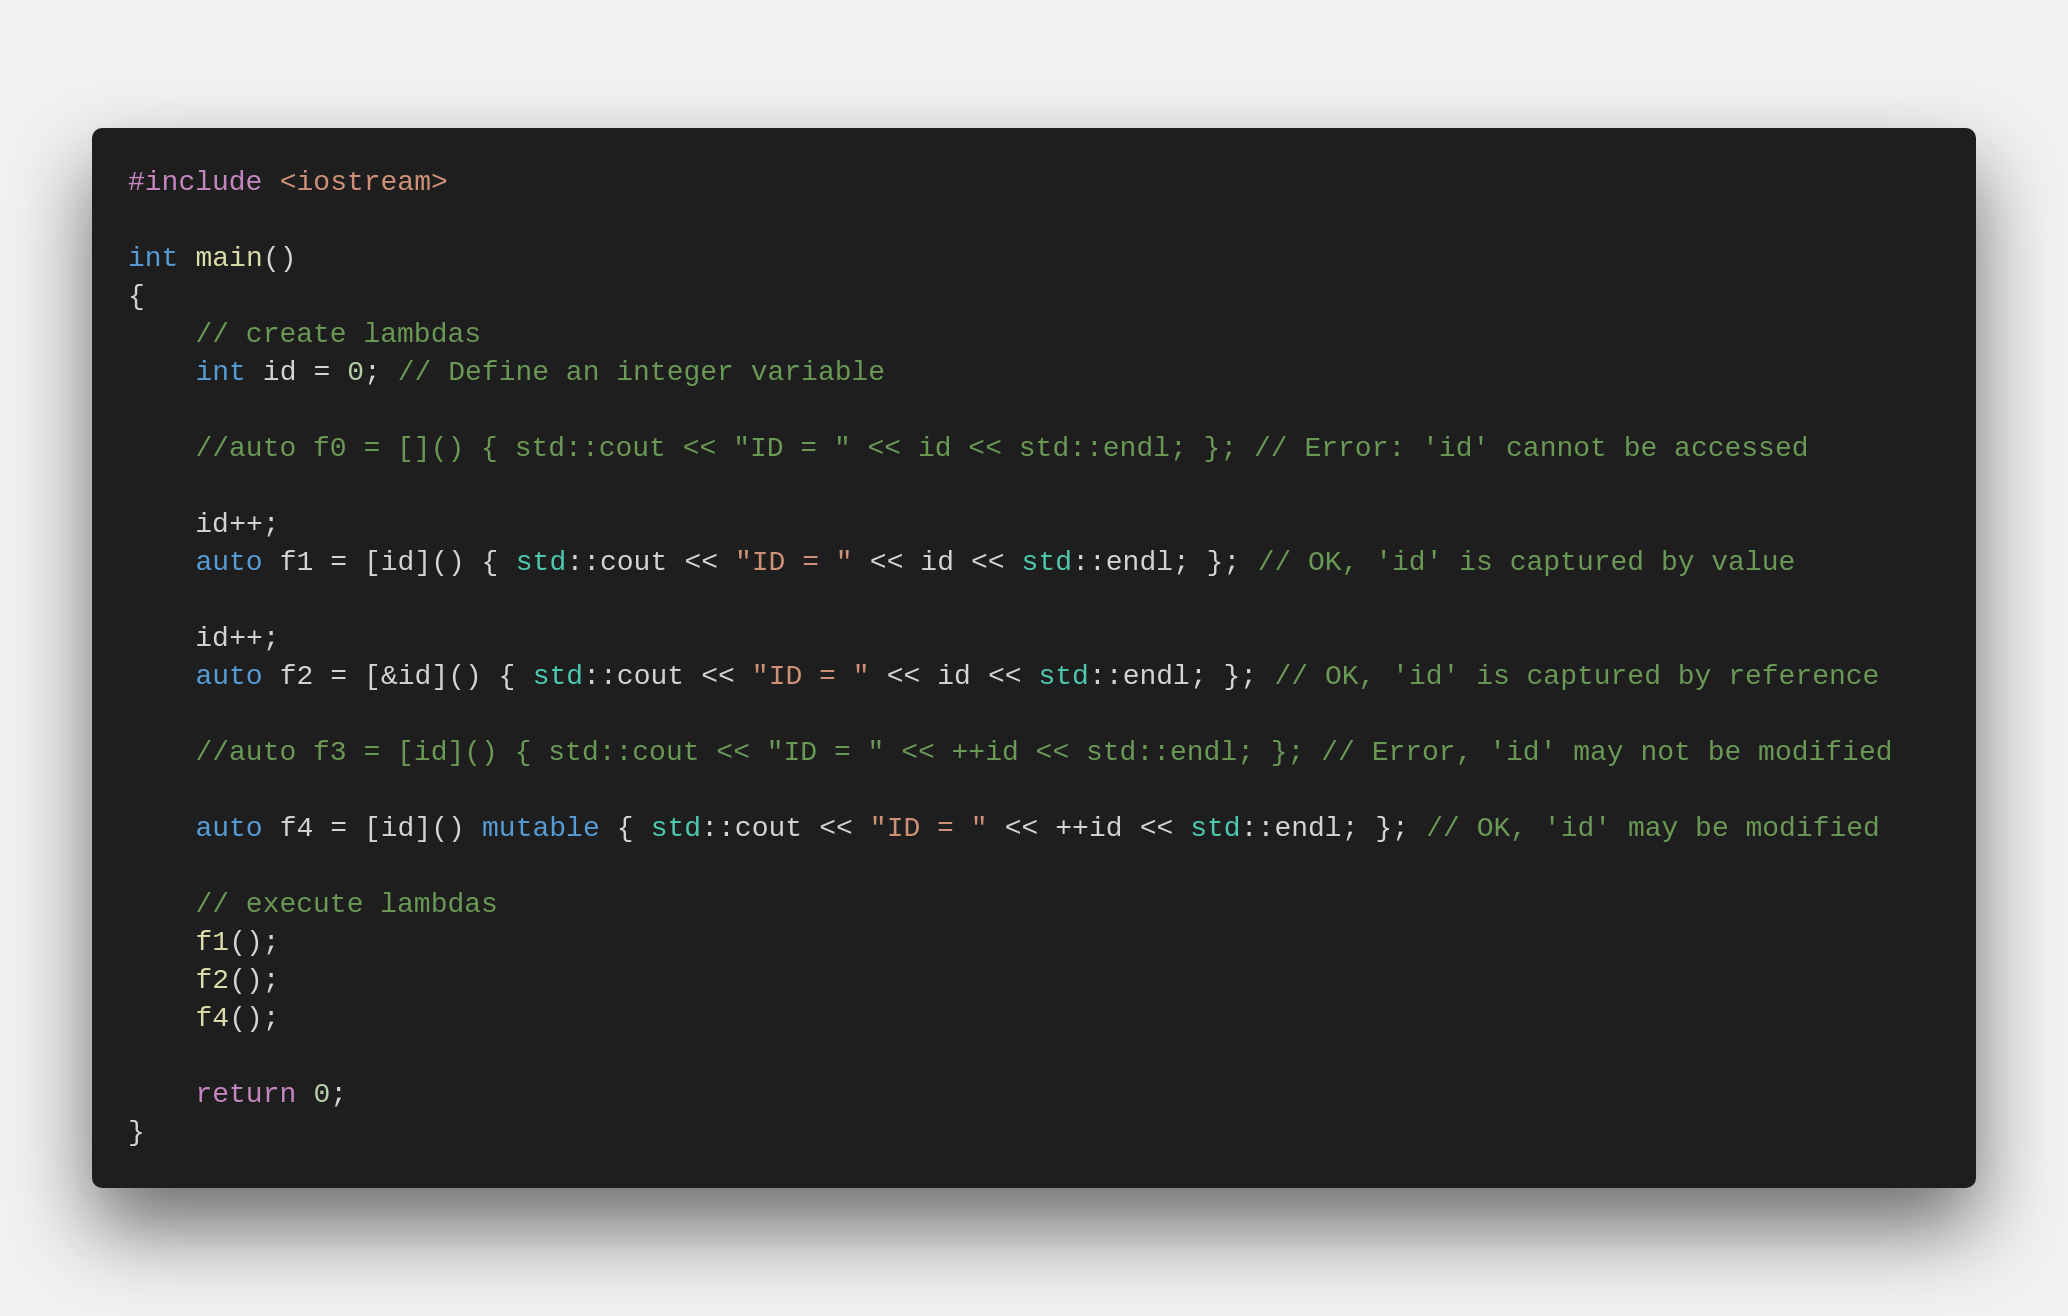 #include <iostream>
int main()
{
// create lambdas
int id = 0; // Define an integer variable
//auto f0 = []() { std::cout << "ID = " << id << std::endl; }; // Error: 'id' cannot be accessed
id++;
auto f1 = [id]() { std::cout << "ID = " << id << std::endl; }; // OK, 'id' is captured by value
id++;
auto f2 = [&id]() { std::cout << "ID = " << id << std::endl; }; // OK, 'id' is captured by reference
//auto f3 = [id]() { std::cout << "ID = " << ++id << std::endl; }; // Error, 'id' may not be modified
auto f4 = [id]() mutable { std::cout << "ID = " << ++id << std::endl; }; // OK, 'id' may be modified
// execute lambdas
f1();
f2();
f4();
return 0;
}